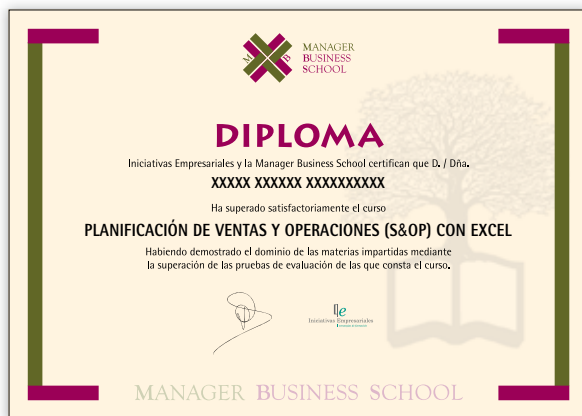 M B
MANAGER
BUSINESS
SCHOOL
DIPLOMA
Iniciativas Empresariales y la Manager Business School certifican que D. / Dña.
XXXXX XXXXXX XXXXXXXXXX
Ha superado satisfactoriamente el curso
PLANIFICACIÓN DE VENTAS Y OPERACIONES (S&OP) CON EXCEL
Habiendo demostrado el dominio de las materias impartidas mediante
la superación de las pruebas de evaluación de las que consta el curso.
Iniciativas Empresariales
MANAGER BUSINESS SCHOOL